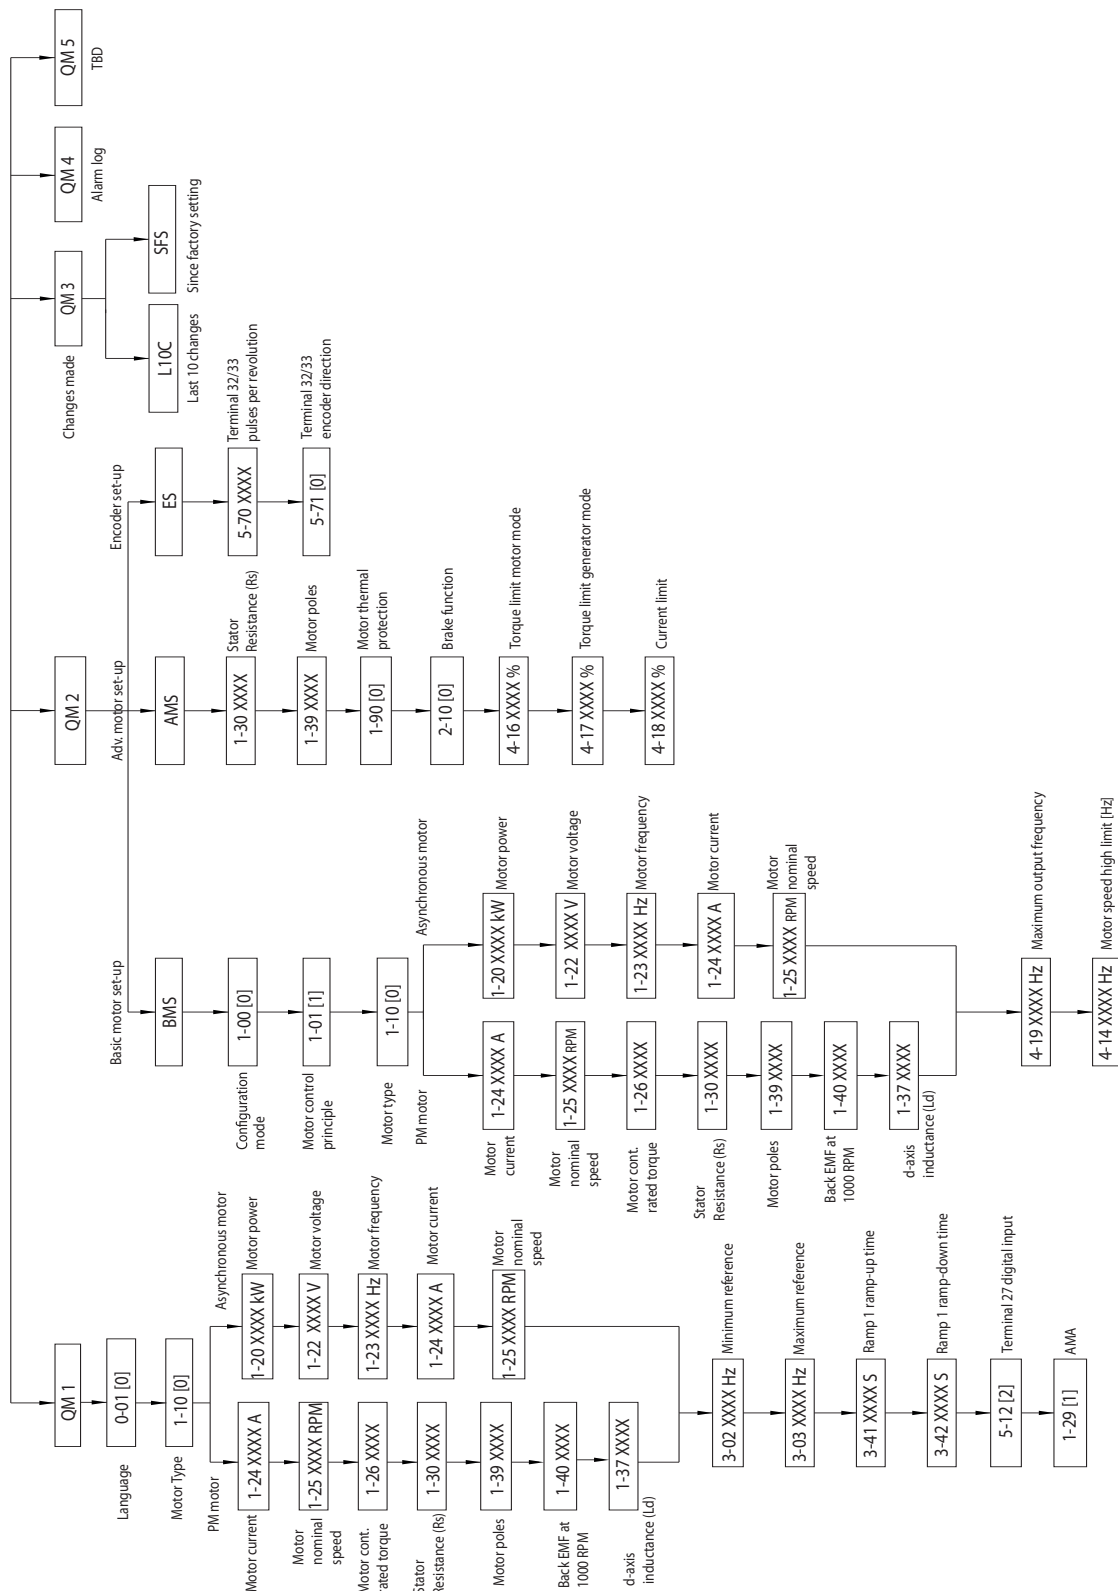 QM 1
0-01 [0]
Language
1-10 [0]
Motor Type
PM motor
1-24 XXXX A
Motor current
1-25 XXXX RPM
Motor
nominal
speed
1-26 XXXX
Motor cont.
rated torque
1-30 XXXX
Stator
Resistance (Rs)
1-39 XXXX
Motor poles
1-40 XXXX
Back EMF at
1000 RPM
1-37 XXXX
d-axis
inductance (Ld)
Asynchronous motor
1-20 XXXX kW
Motor power
1-22 XXXX V
Motor voltage
1-23 XXXX Hz
Motor frequency
1-24 XXXX A
Motor current
1-25 XXXX RPM
Motor
nominal
speed
3-02 XXXX Hz
Minimum reference
3-03 XXXX Hz
Maximum reference
3-41 XXXX S
Ramp 1 ramp-up time
3-42 XXXX S
Ramp 1 ramp-down time
5-12 [2]
Terminal 27 digital input
1-29 [1]
AMA
QM 2
Basic motor set-up
BMS
1-00 [0]
Configuration
mode
1-01 [1]
Motor control
principle
1-10 [0]
Motor type
PM motor
1-24 XXXX A
Motor
current
1-25 XXXX RPM
Motor
nominal
speed
1-26 XXXX
Motor cont.
rated torque
1-30 XXXX
Stator
Resistance (Rs)
1-39 XXXX
Motor poles
1-40 XXXX
Back EMF at
1000 RPM
1-37 XXXX
d-axis
inductance (Ld)
Asynchronous motor
1-20 XXXX kW
Motor power
1-22 XXXX V
Motor voltage
1-23 XXXX Hz
Motor frequency
1-24 XXXX A
Motor current
1-25 XXXX RPM
Motor
nominal
speed
4-19 XXXX Hz
Maximum output frequency
4-14 XXXX Hz
Motor speed high limit [Hz]
Adv. motor set-up
AMS
1-30 XXXX
Stator
Resistance (Rs)
1-39 XXXX
Motor poles
1-90 [0]
Motor thermal
protection
2-10 [0]
Brake function
4-16 XXXX %
Torque limit motor mode
4-17 XXXX %
Torque limit generator mode
4-18 XXXX %
Current limit
Encoder set-up
ES
5-70 XXXX
Terminal 32/33
pulses per revolution
5-71 [0]
Terminal 32/33
encoder direction
QM 3
Changes made
L10C
Last 10 changes
SFS
Since factory setting
QM 4
Alarm log
QM 5
TBD